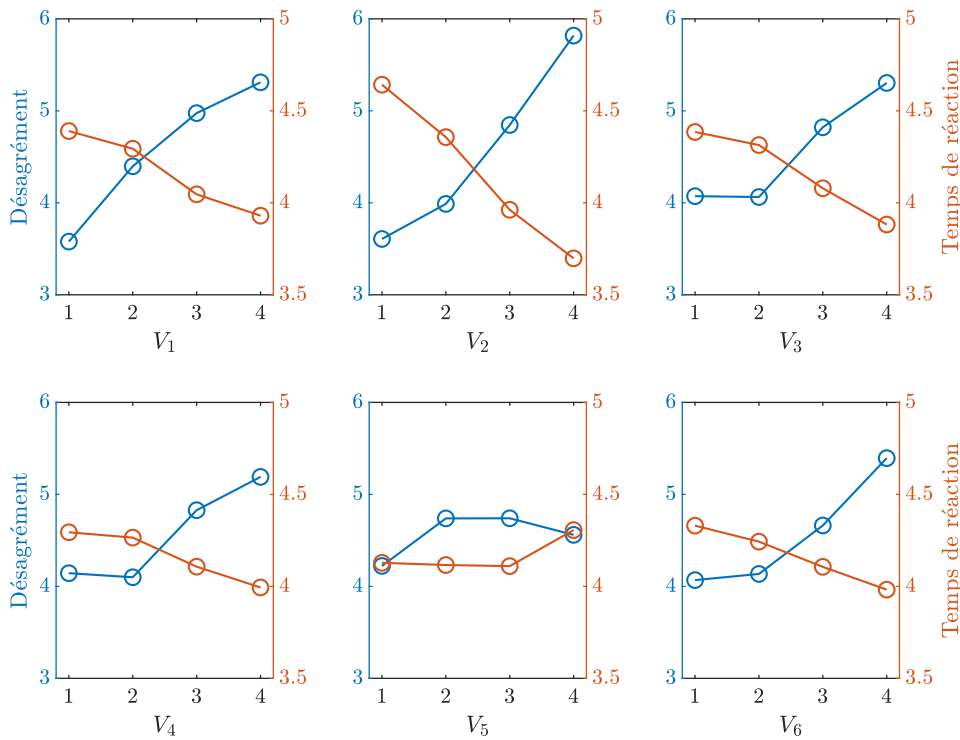 6 5 6 5 6 5
5 4.5 5 4.5 5 4.5
Désagrément
Temps de réaction
4 4 4 4 4 4
3 3.5 3 3.5 3 3.5
1 2 3 4 1 2 3 4 1 2 3 4
V1 V2 V3
6 5 6 5 6 5
5 4.5 5 4.5 5 4.5
Désagrément
Temps de réaction
4 4 4 4 4 4
3 3.5 3 3.5 3 3.5
1 2 3 4 1 2 3 4 1 2 3 4
V4 V5 V6